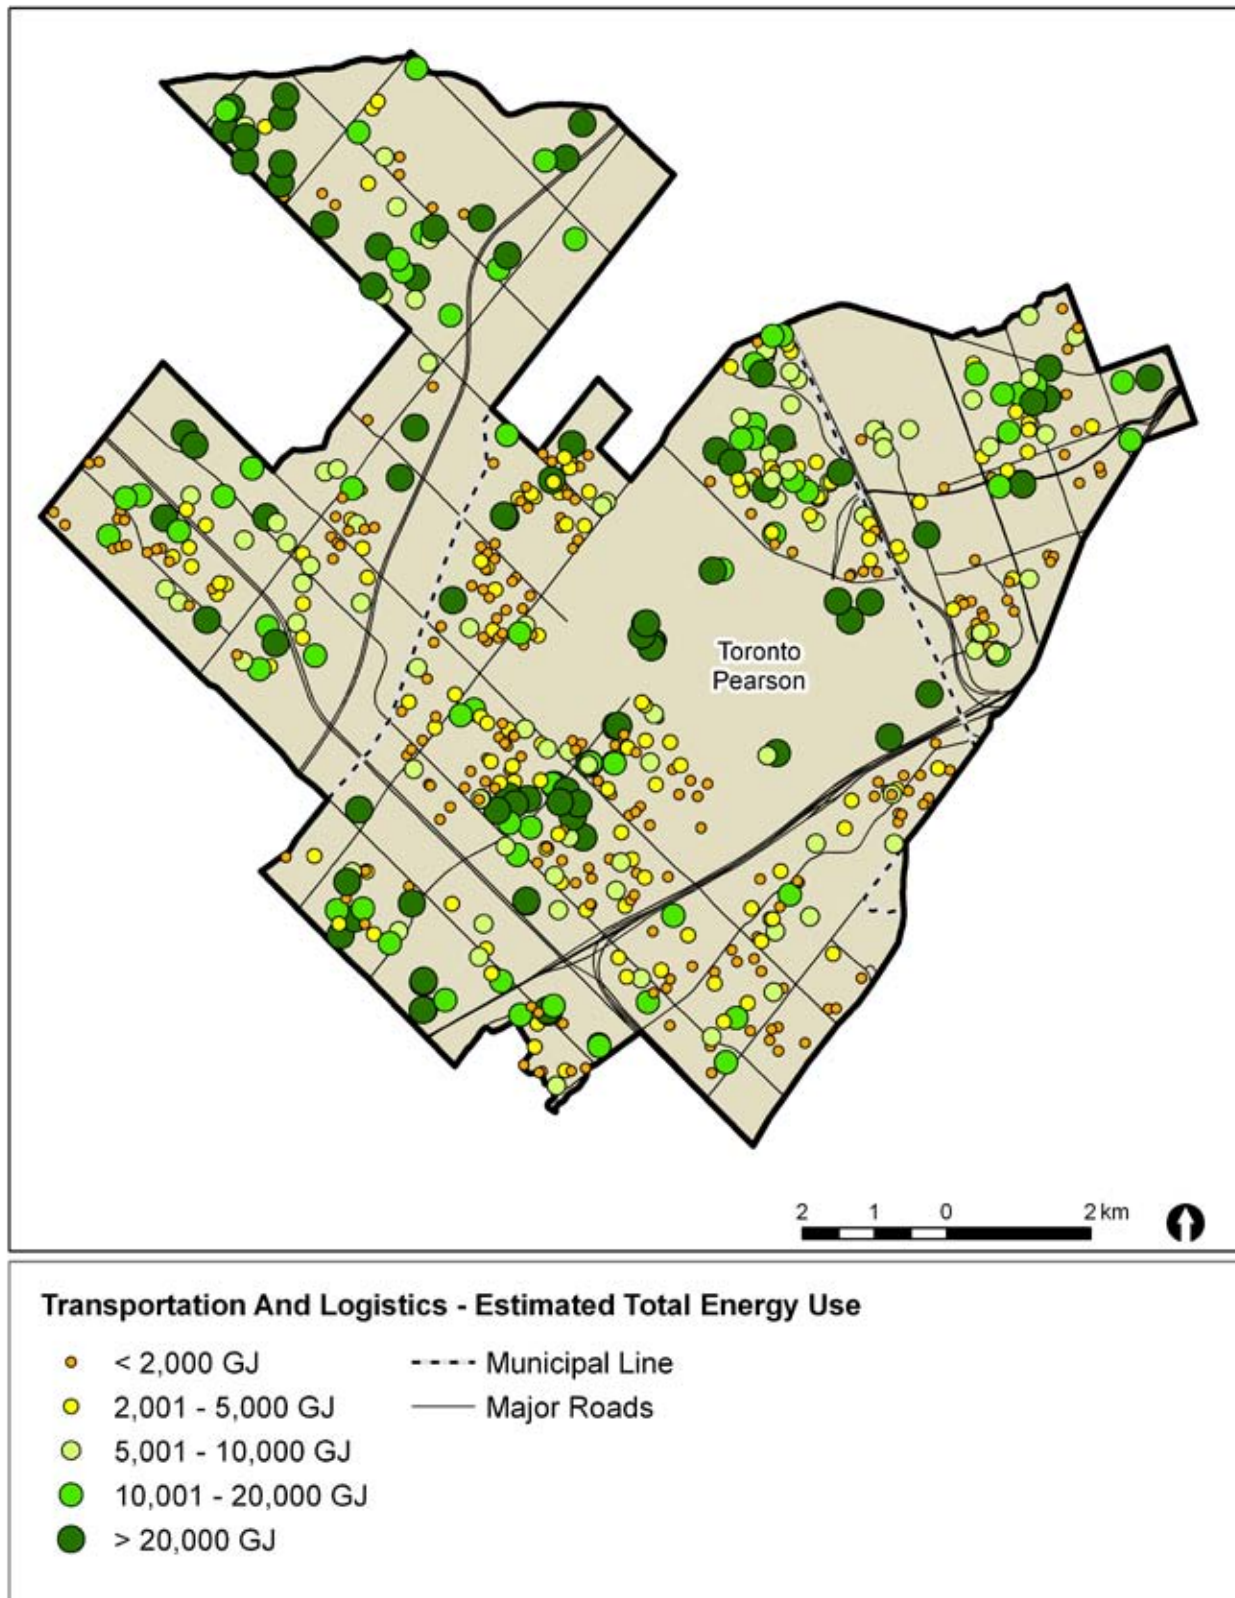 Toronto
Pearson
2 1 0 2 km
Transportation And Logistics - Estimated Total Energy Use
< 2,000 GJ
2,001 - 5,000 GJ
5,001 - 10,000 GJ
10,001 - 20,000 GJ
> 20,000 GJ
Municipal Line
Major Roads